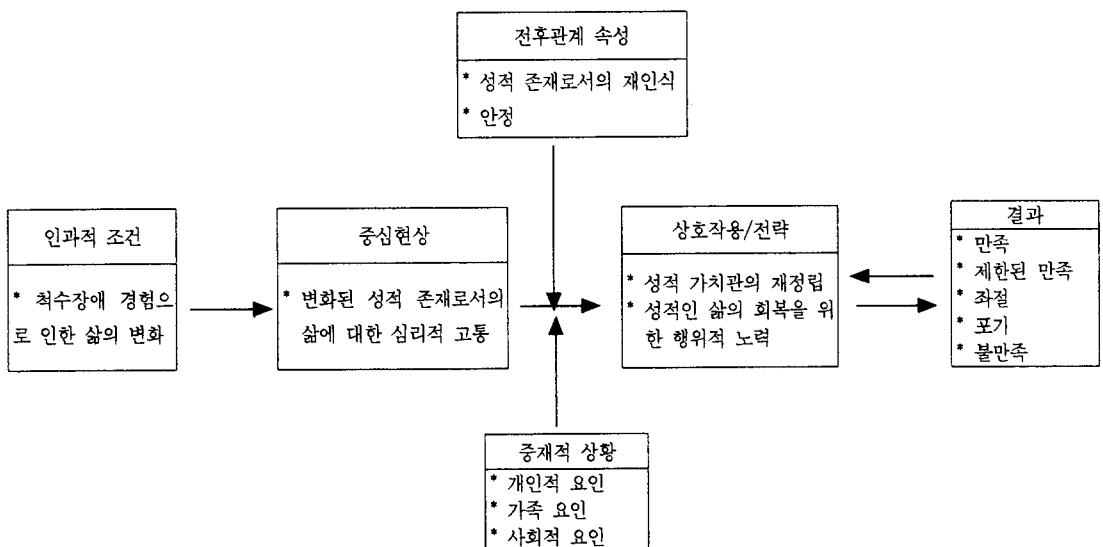 전후관계 속성
* 성적 존재로서의 재인식
* 안정
인과적 조건
* 척수장애 경험으
로 인한 삶의 변화
중심현상
* 변화된 성적 존재로서의
삶에 대한 심리적 고통
상호작용/전략
* 성적 가치관의 재정립
* 성적인 삶의 회복을 위
한 행위적 노력
결과
* 만족
* 제한된 만족
* 좌절
* 포기
* 불만족
중재적 상황
* 개인적 요인
* 가족 요인
* 사회적 요인